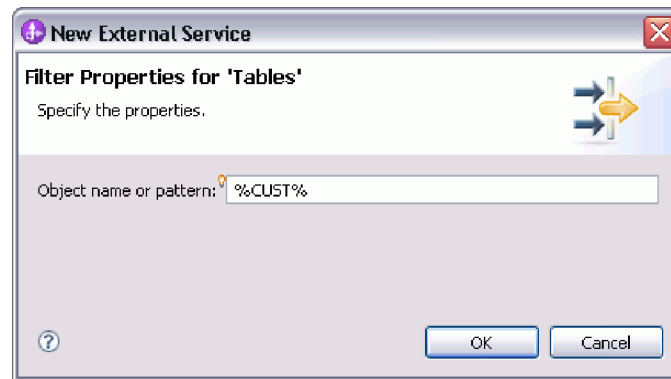 New External Service
Filter Properties for 'Tables'
Specify the properties.
Object name or pattern: %CUST%
OK Cancel